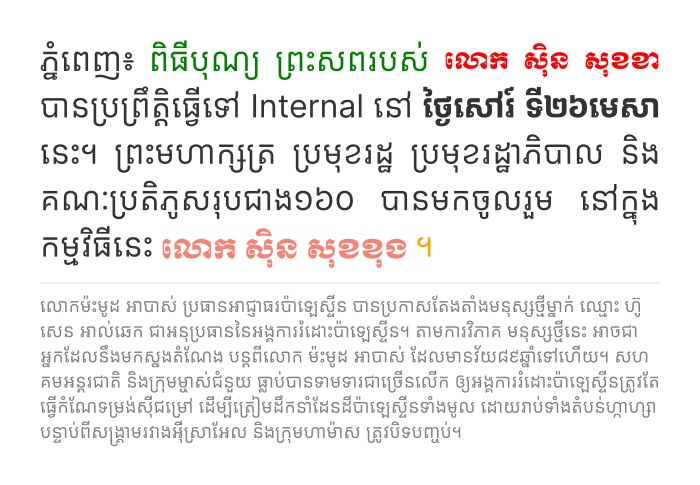 ភ្នំពេញ៖ ពិធីបុណ្យ ព្រះសពរបស់ លោក ស៊ិន សុខខា
បានប្រព្រឹត្តិធ្វើទៅ Internal នៅ ថ្ងៃសៅរ៍ ទី២៦មេសា
នេះ។ ព្រះមហាក្សត្រ ប្រមុខរដ្ឋ ប្រមុខរដ្ឋាភិបាល និង
គណៈប្រតិភូសរុបជាង១៦០ បានមកចូលរួម នៅក្នុង
កម្មវិធីនេះ លោក ស៊ិន សុខខុង ។
លោកម៉ះមូដ អាបាស់ ប្រធានអាជ្ញាធរប៉ាឡេស្ទីន បានប្រកាសតែងតាំងមនុស្សថ្មីម្នាក់ ឈ្មោះ ហ៊ូ
សេន អាល់ឆេក ជាអនុប្រធាននៃអង្គការរំដោះប៉ាឡេស្ទីន។ តាមការវិភាគ មនុស្សថ្មីនេះ អាចជា
អ្នកដែលនឹងមកស្នងតំណែង បន្តពីលោក ម៉ះមូដ អាបាស់ ដែលមានវ័យ៨៩ឆ្នាំទៅហើយ។ សហ
គមអន្តរជាតិ និងក្រុមម្ចាស់ជំនួយ ធ្លាប់បានទាមទារជាច្រើនលើក ឲ្យអង្គការរំដោះប៉ាឡេស្ទីនត្រូវតែ
ធ្វើកំណែទម្រង់ស៊ីជម្រៅ ដើម្បីត្រៀមដឹកនាំដែនដីប៉ាឡេស្ទីនទាំងមូល ដោយរាប់ទាំងតំបន់ហ្កាហ្សា
បន្ទាប់ពីសង្គ្រាមរវាងអ៊ីស្រាអែល និងក្រុមហាម៉ាស ត្រូវបិទបញ្ចប់។